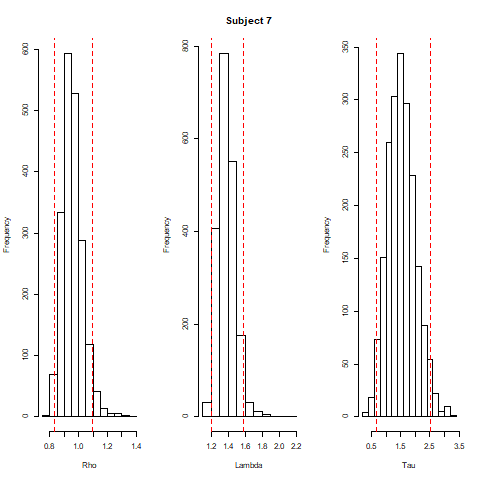 Subject 7
Frequency
0 100 200 300 400 500 600
0.8 1.0 1.2 1.4
Rho
Frequency
0 200 400 600 800
1.2 1.4 1.6 1.8 2.0 2.2
Lambda
Frequency
0 50 100 150 200 250 300 350
0.5 1.5 2.5 3.5
Tau